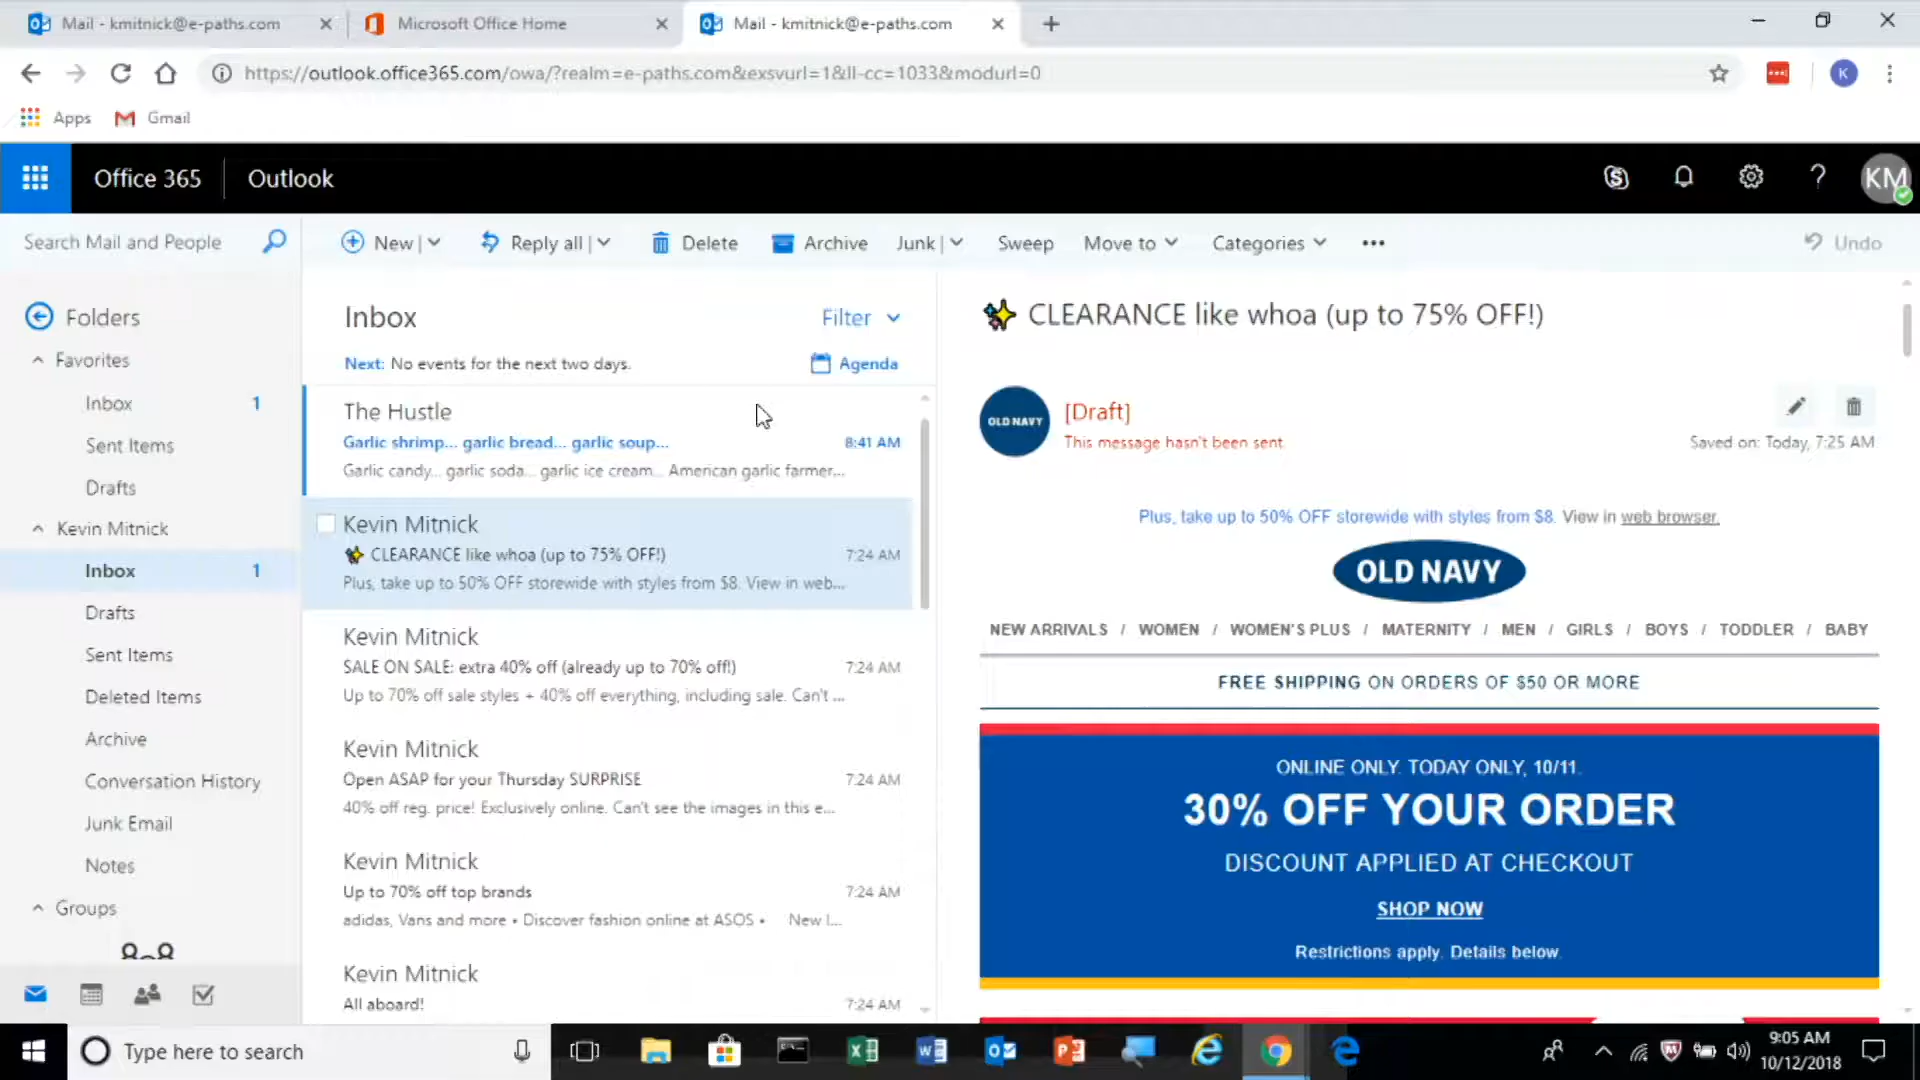 Mail - kmitnick@e-paths.com
Microsoft Office Home
Mail - kmitnick@e-paths.com
https://outlook.office365.com/owa/?realm=e-paths.com&exsvurl=1&ll-cc=1033&modurl=0
K
Apps
Gmail
Office 365
Outlook
KM
Search Mail and People
New
Reply all
Delete
Archive
Junk
Sweep
Move to
Categories
Undo
Folders
Favorites
Inbox 1
Sent Items
Drafts
Kevin Mitnick
Inbox 1
Drafts
Sent Items
Deleted Items
Archive
Conversation History
Junk Email
Notes
Groups
Inbox
Filter
Next: No events for the next two days.
Agenda
The Hustle
Garlic shrimp... garlic bread... garlic soup... 8:41 AM
Garlic candy... garlic soda... garlic ice cream... American garlic farmer...
Kevin Mitnick
CLEARANCE like whoa (up to 75% OFF!) 7:24 AM
Plus, take up to 50% OFF storewide with styles from $8. View in web...
Kevin Mitnick
SALE ON SALE: extra 40% off (already up to 70% off!) 7:24 AM
Up to 70% off sale styles + 40% off everything, including sale. Can't ...
Kevin Mitnick
Open ASAP for your Thursday SURPRISE 7:24 AM
40% off reg. price! Exclusively online. Can't see the images in this e...
Kevin Mitnick
Up to 70% off top brands 7:24 AM
adidas, Vans and more • Discover fashion online at ASOS • New I...
Kevin Mitnick
All aboard! 7:24 AM
CLEARANCE like whoa (up to 75% OFF!)
OLD NAVY
[Draft]
This message hasn't been sent.
Saved on: Today, 7:25 AM
Plus, take up to 50% OFF storewide with styles from $8. View in web browser.
OLD NAVY
NEW ARRIVALS / WOMEN / WOMEN'S PLUS / MATERNITY / MEN / GIRLS / BOYS / TODDLER / BABY
FREE SHIPPING ON ORDERS OF $50 OR MORE
ONLINE ONLY. TODAY ONLY, 10/11.
30% OFF YOUR ORDER
DISCOUNT APPLIED AT CHECKOUT
SHOP NOW
Restrictions apply. Details below.
Type here to search
9:05 AM
10/12/2018